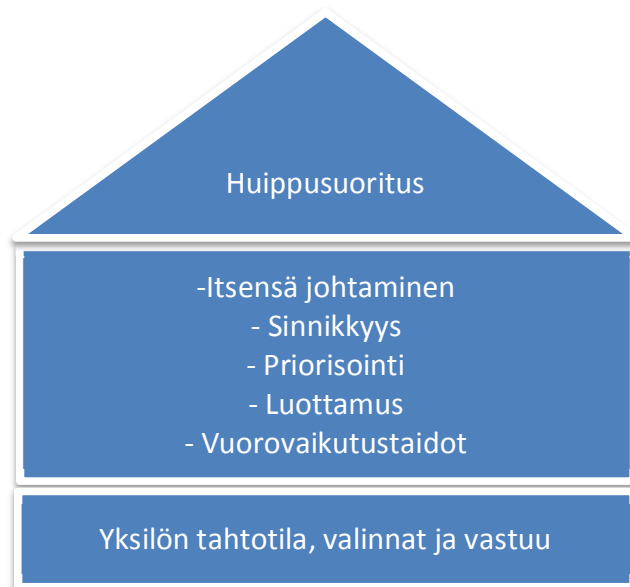 Huippusuoritus
-Itsensä johtaminen
- Sinnikkyys
- Priorisointi
- Luottamus
- Vuorovaikutustaidot
Yksilön tahtotila, valinnat ja vastuu